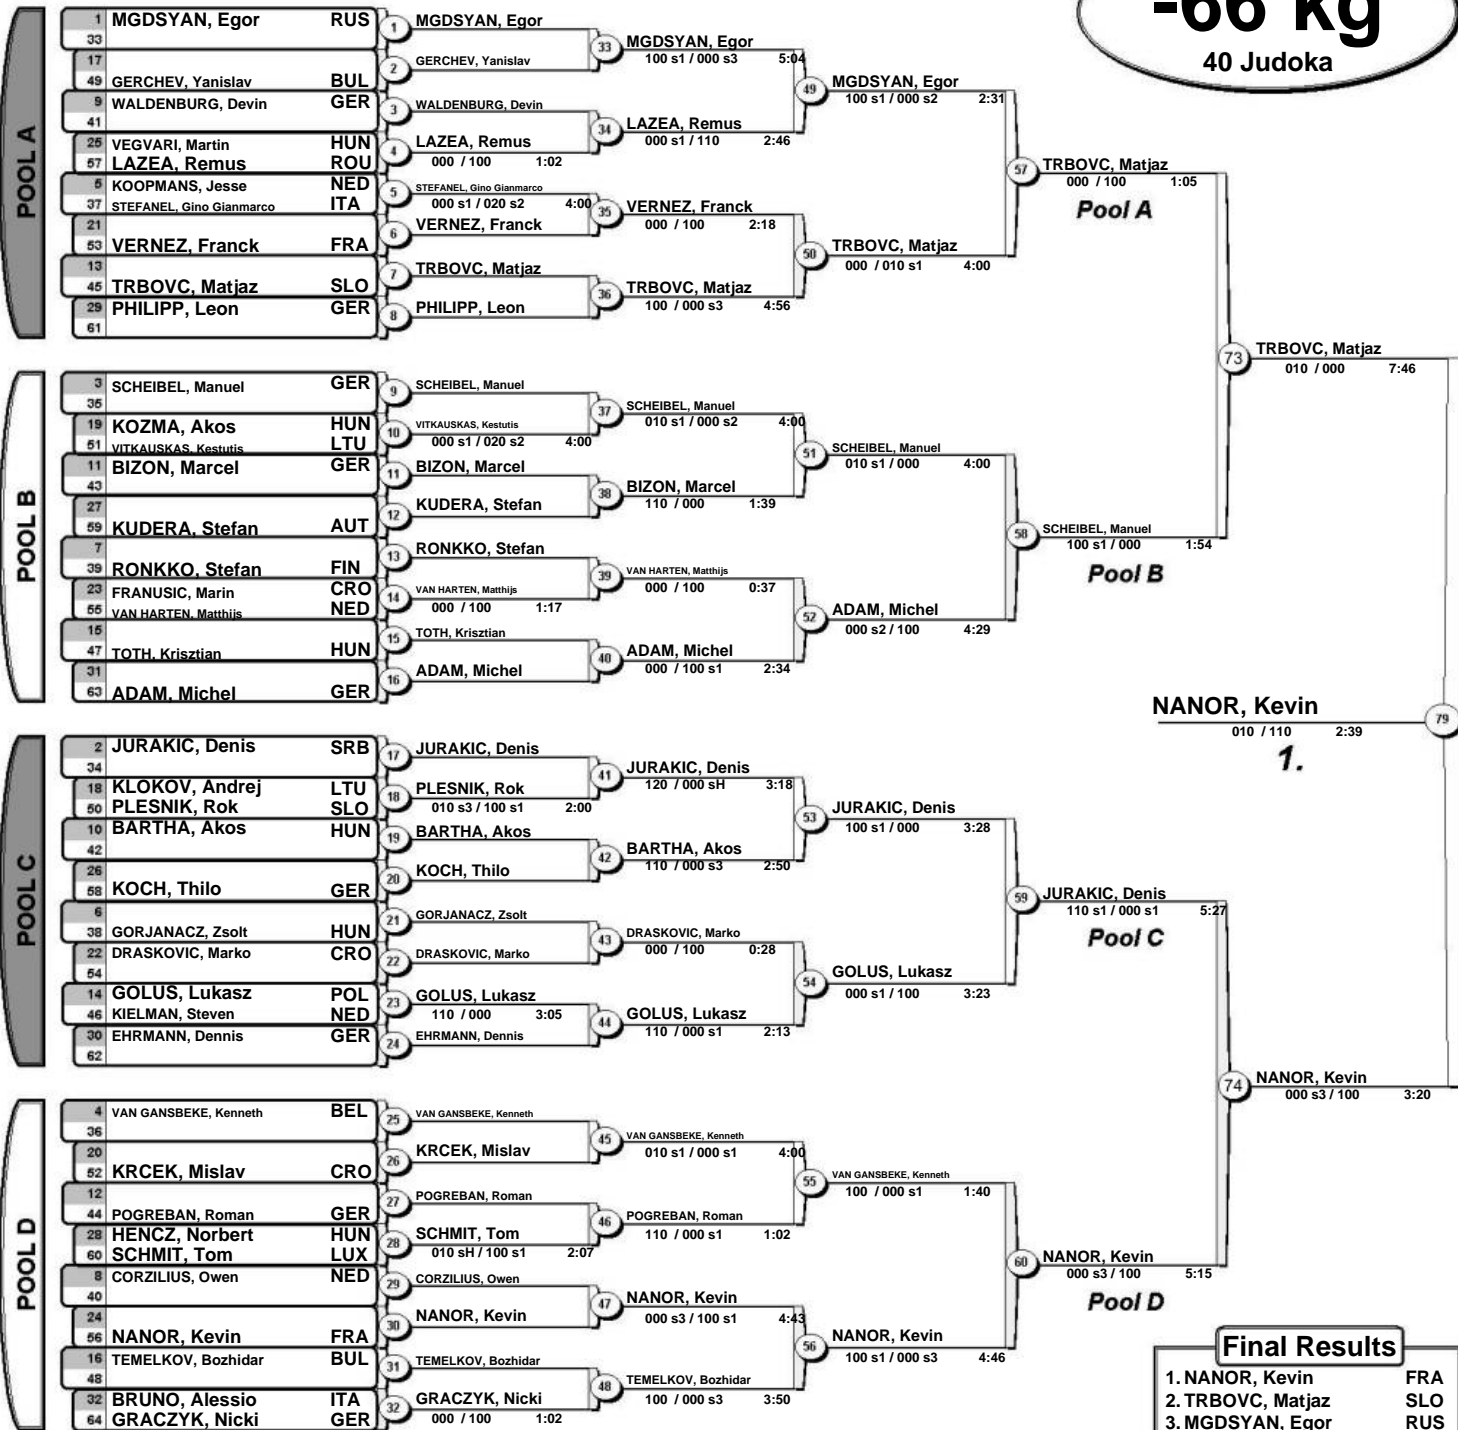 -66 kg
40 Judoka
POOL A
1 MGDSYAN, Egor RUS
33
17
49 GERCHEV, Yanislav BUL
9 WALDENBURG, Devin GER
41
25 VEGVARI, Martin HUN
57 LAZEA, Remus ROU
5 KOOPMANS, Jesse NED
37 STEFANEL, Gino Gianmarco ITA
21
53 VERNEZ, Franck FRA
13
45 TRBOVC, Matjaz SLO
29 PHILIPP, Leon GER
61
1 MGDSYAN, Egor
2 GERCHEV, Yanislav
3 WALDENBURG, Devin
4 LAZEA, Remus
000 / 100 1:02
5 STEFANEL, Gino Gianmarco
000 s1 / 020 s2 4:00
6 VERNEZ, Franck
7 TRBOVC, Matjaz
8 PHILIPP, Leon
33 MGDSYAN, Egor
100 s1 / 000 s3 5:04
34 LAZEA, Remus
000 s1 / 110 2:46
35 VERNEZ, Franck
000 / 100 2:18
36 TRBOVC, Matjaz
100 / 000 s3 4:56
49 MGDSYAN, Egor
100 s1 / 000 s2 2:31
50 TRBOVC, Matjaz
000 / 010 s1 4:00
57 TRBOVC, Matjaz
000 / 100 1:05
Pool A
POOL B
3 SCHEIBEL, Manuel GER
35
19 KOZMA, Akos HUN
51 VITKAUSKAS, Kestutis LTU
11 BIZON, Marcel GER
43
27
59 KUDERA, Stefan AUT
7
39 RONKKO, Stefan FIN
23 FRANUSIC, Marin CRO
55 VAN HARTEN, Matthijs NED
15
47 TOTH, Krisztian HUN
31
63 ADAM, Michel GER
9 SCHEIBEL, Manuel
10 VITKAUSKAS, Kestutis
000 s1 / 020 s2 4:00
11 BIZON, Marcel
12 KUDERA, Stefan
13 RONKKO, Stefan
14 VAN HARTEN, Matthijs
000 / 100 1:17
15 TOTH, Krisztian
16 ADAM, Michel
37 SCHEIBEL, Manuel
010 s1 / 000 s2 4:00
38 BIZON, Marcel
110 / 000 1:39
39 VAN HARTEN, Matthijs
000 / 100 0:37
40 ADAM, Michel
000 / 100 s1 2:34
51 SCHEIBEL, Manuel
010 s1 / 000 4:00
52 ADAM, Michel
000 s2 / 100 4:29
58 SCHEIBEL, Manuel
100 s1 / 000 1:54
Pool B
73 TRBOVC, Matjaz
010 / 000 7:46
NANOR, Kevin 79
010 / 110 2:39
1.
POOL C
2 JURAKIC, Denis SRB
34
18 KLOKOV, Andrej LTU
50 PLESNIK, Rok SLO
10 BARTHA, Akos HUN
42
26
58 KOCH, Thilo GER
6
38 GORJANACZ, Zsolt HUN
22 DRASKOVIC, Marko CRO
54
14 GOLUS, Lukasz POL
46 KIELMAN, Steven NED
30 EHRMANN, Dennis GER
62
17 JURAKIC, Denis
18 PLESNIK, Rok
010 s3 / 100 s1 2:00
19 BARTHA, Akos
20 KOCH, Thilo
21 GORJANACZ, Zsolt
22 DRASKOVIC, Marko
23 GOLUS, Lukasz
110 / 000 3:05
24 EHRMANN, Dennis
41 JURAKIC, Denis
120 / 000 sH 3:18
42 BARTHA, Akos
110 / 000 s3 2:50
43 DRASKOVIC, Marko
000 / 100 0:28
44 GOLUS, Lukasz
110 / 000 s1 2:13
53 JURAKIC, Denis
100 s1 / 000 3:28
54 GOLUS, Lukasz
000 s1 / 100 3:23
59 JURAKIC, Denis
110 s1 / 000 s1 5:27
Pool C
POOL D
4 VAN GANSBEKE, Kenneth BEL
36
20
52 KRCEK, Mislav CRO
12
44 POGREBAN, Roman GER
28 HENCZ, Norbert HUN
60 SCHMIT, Tom LUX
8 CORZILIUS, Owen NED
40
24
56 NANOR, Kevin FRA
16 TEMELKOV, Bozhidar BUL
48
32 BRUNO, Alessio ITA
64 GRACZYK, Nicki GER
25 VAN GANSBEKE, Kenneth
26 KRCEK, Mislav
27 POGREBAN, Roman
28 SCHMIT, Tom
010 sH / 100 s1 2:07
29 CORZILIUS, Owen
30 NANOR, Kevin
31 TEMELKOV, Bozhidar
32 GRACZYK, Nicki
000 / 100 1:02
45 VAN GANSBEKE, Kenneth
010 s1 / 000 s1 4:00
46 POGREBAN, Roman
110 / 000 s1 1:02
47 NANOR, Kevin
000 s3 / 100 s1 4:43
48 TEMELKOV, Bozhidar
100 / 000 s3 3:50
55 VAN GANSBEKE, Kenneth
100 / 000 s1 1:40
56 NANOR, Kevin
100 s1 / 000 s3 4:46
60 NANOR, Kevin
000 s3 / 100 5:15
Pool D
74 NANOR, Kevin
000 s3 / 100 3:20
Final Results
1. NANOR, Kevin FRA
2. TRBOVC, Matjaz SLO
3. MGDSYAN, Egor RUS